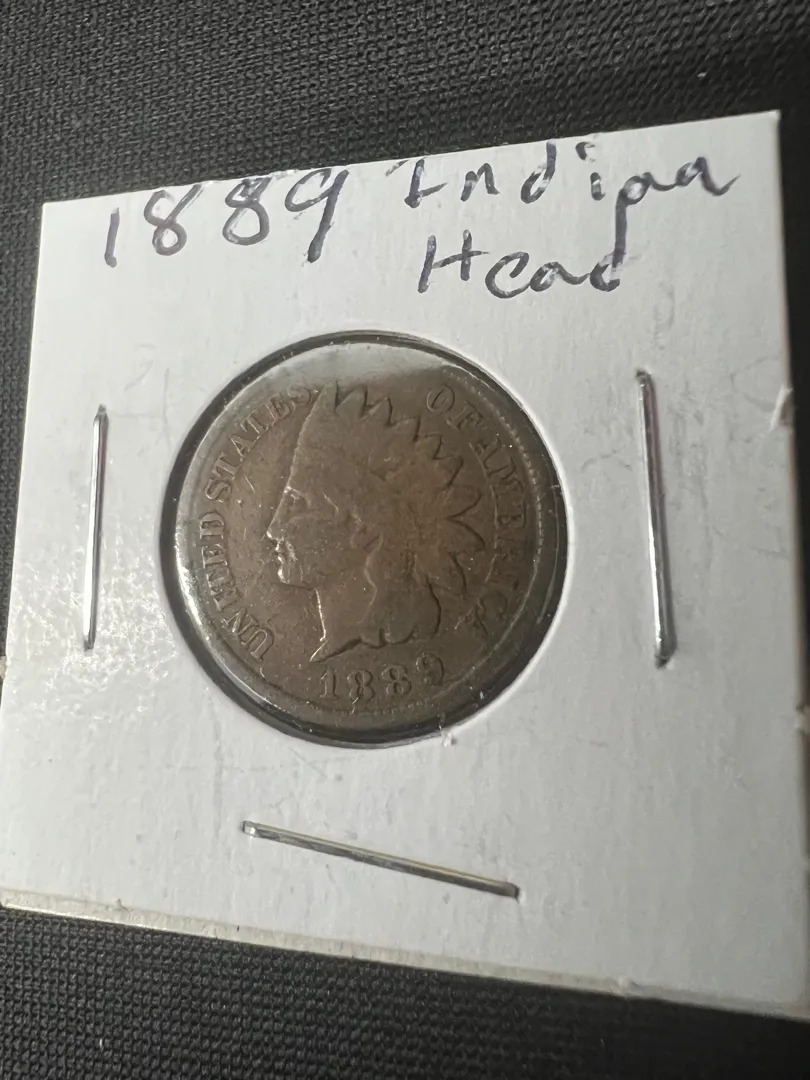 1889 Indian
Head
UNITED STATES OF AMERICA
1889